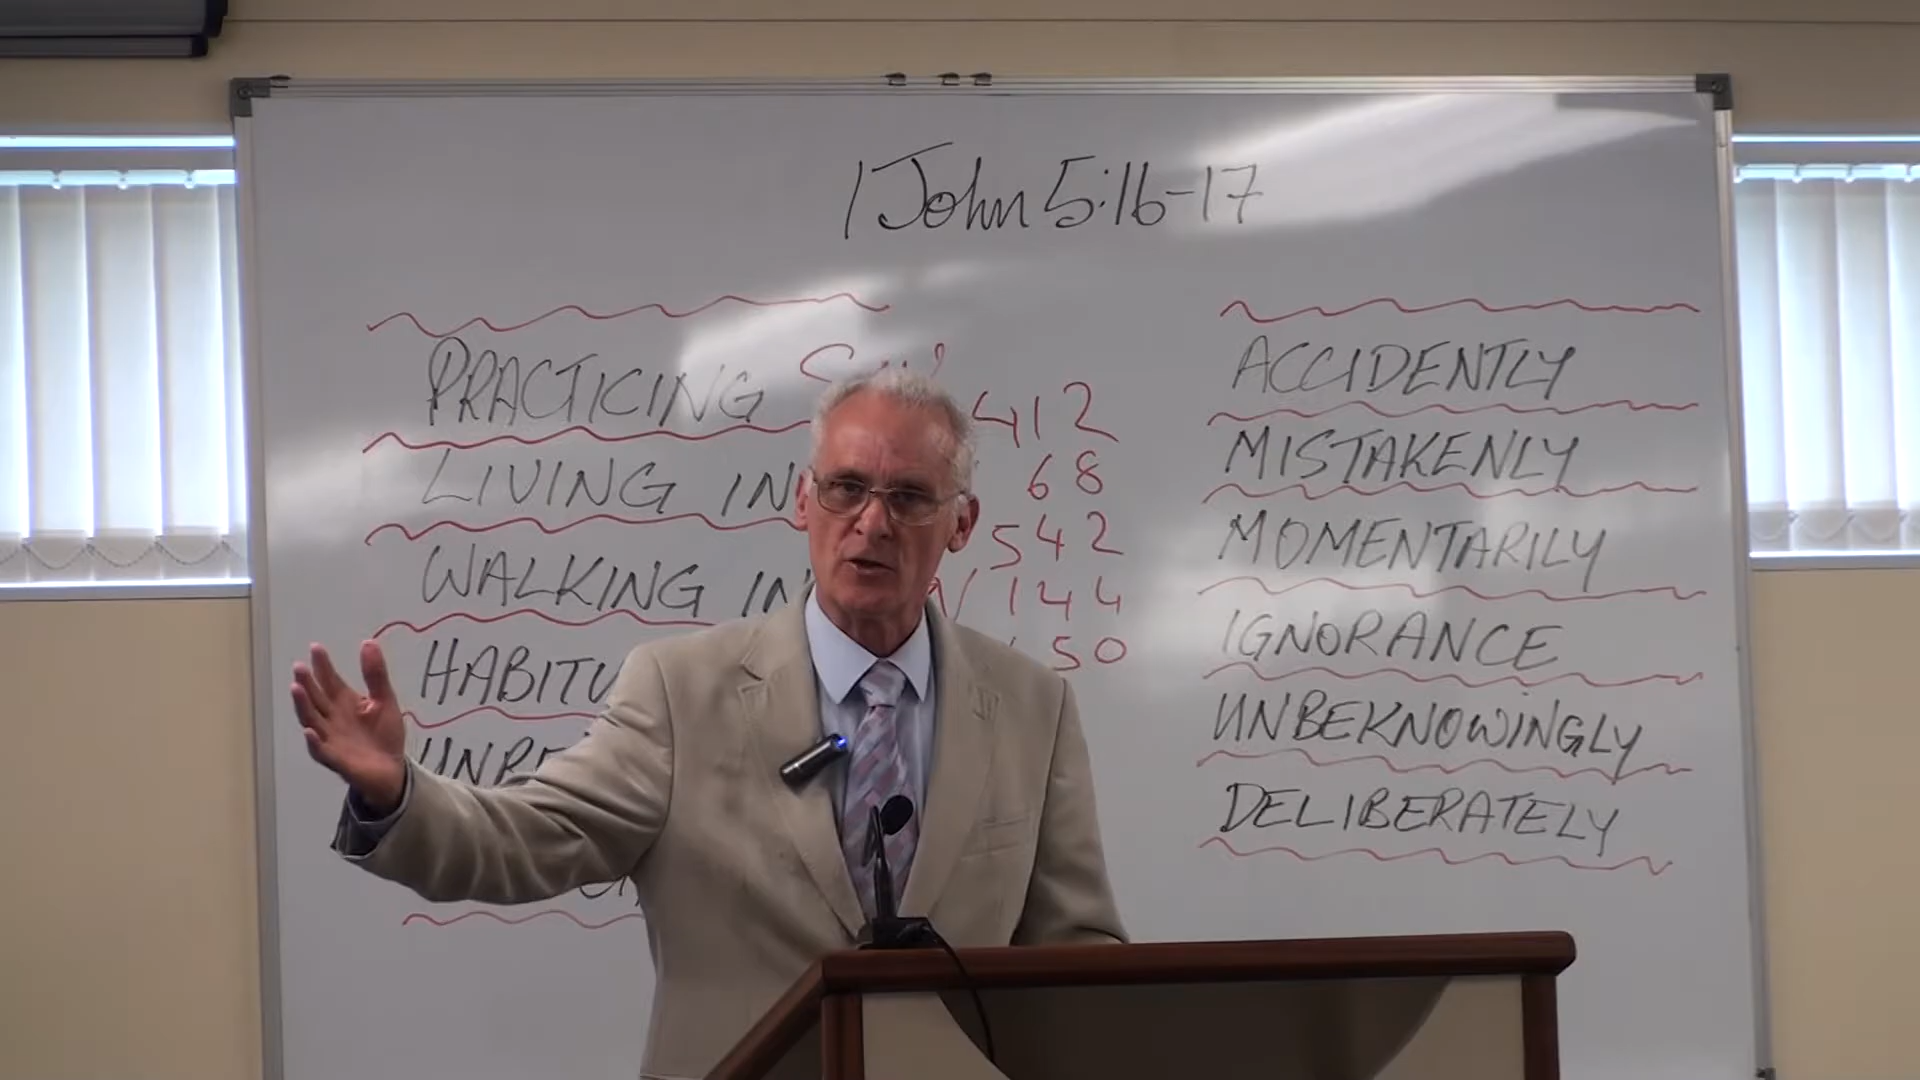 1 John 5:16-17
PRACTICING Sin 412
LIVING IN 68
WALKING IN 542
144
50
ACCIDENTLY
MISTAKENLY
MOMENTARILY
IGNORANCE
UNBEKNOWINGLY
DELIBERATELY